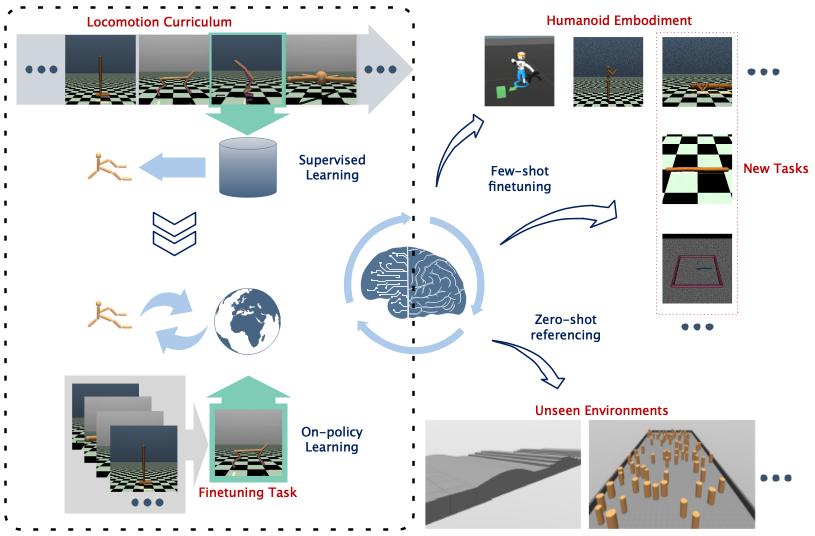 Locomotion Curriculum
Supervised
Learning
On-policy
Learning
Finetuning Task
Humanoid Embodiment
Few-shot
finetuning
New Tasks
Zero-shot
referencing
Unseen Environments